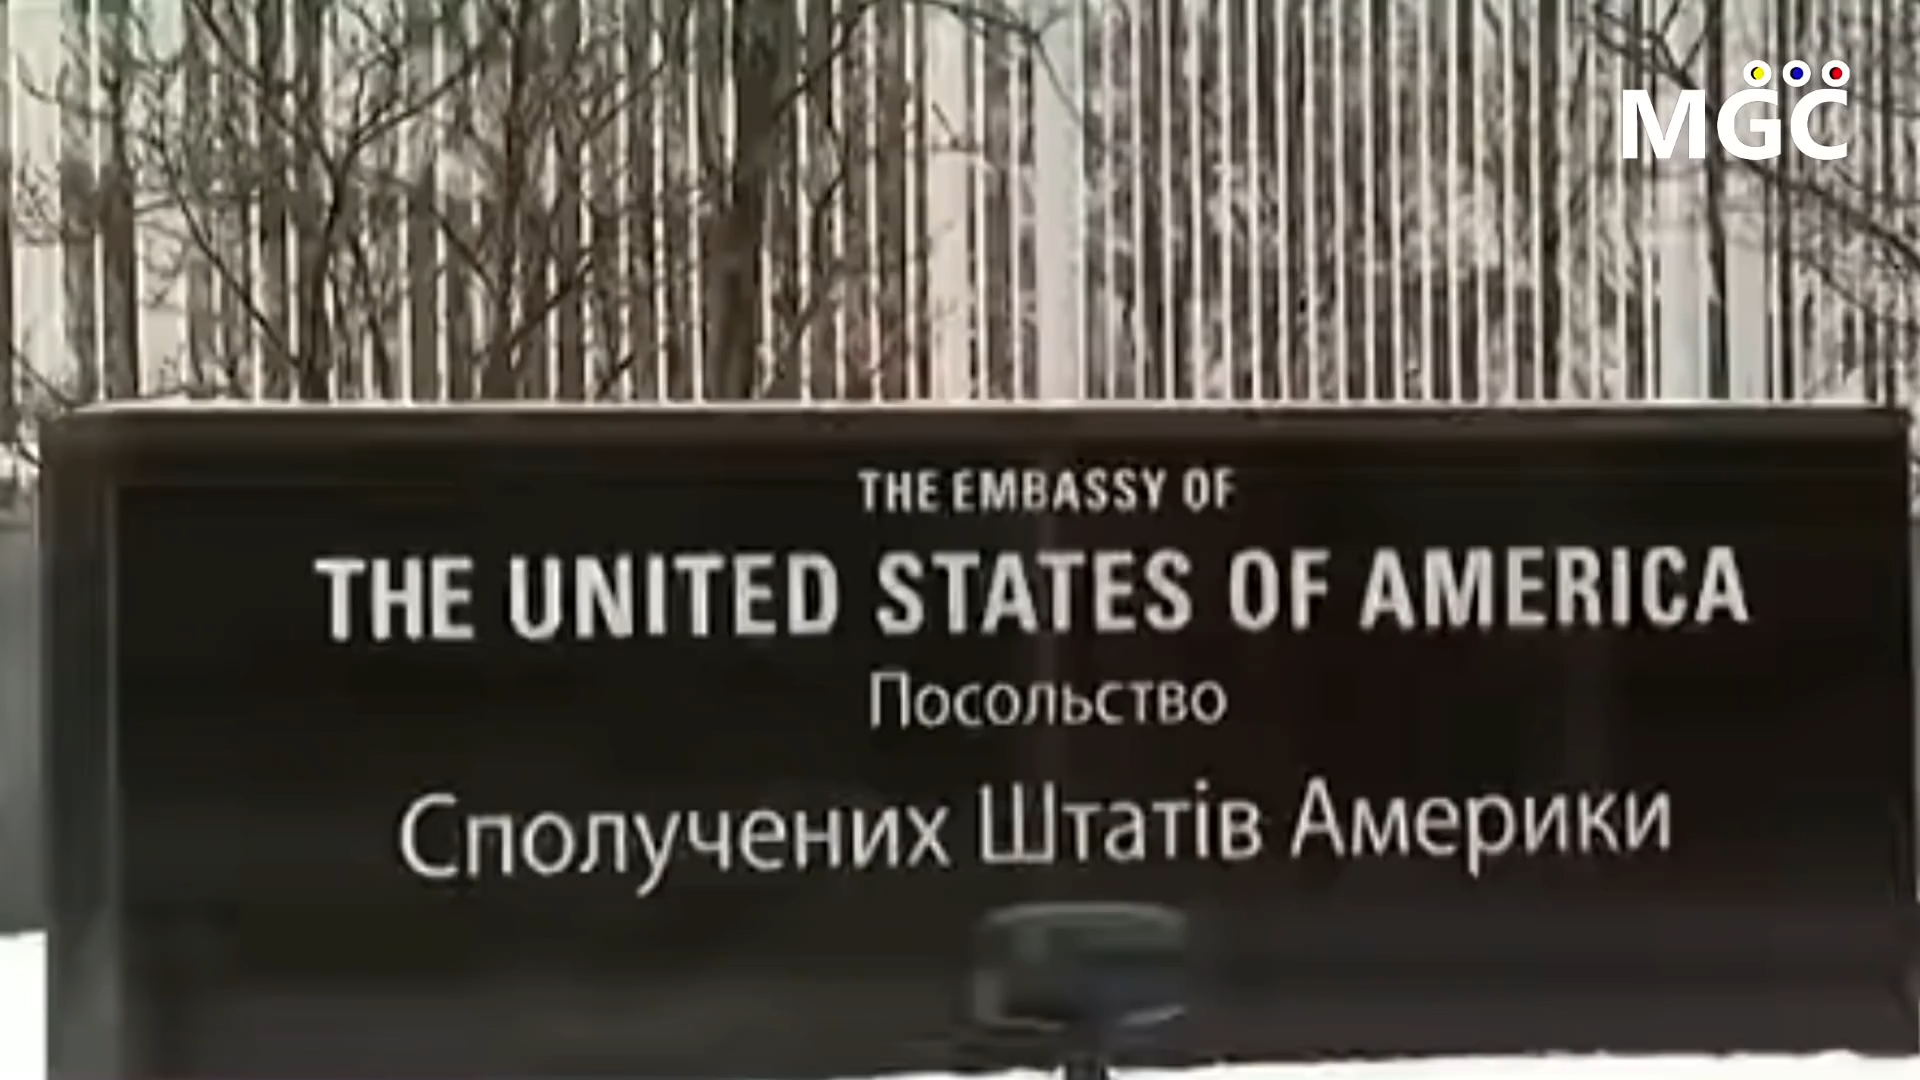 MGC
THE EMBASSY OF
THE UNITED STATES OF AMERICA
Посольство
Сполучених Штатів Америки